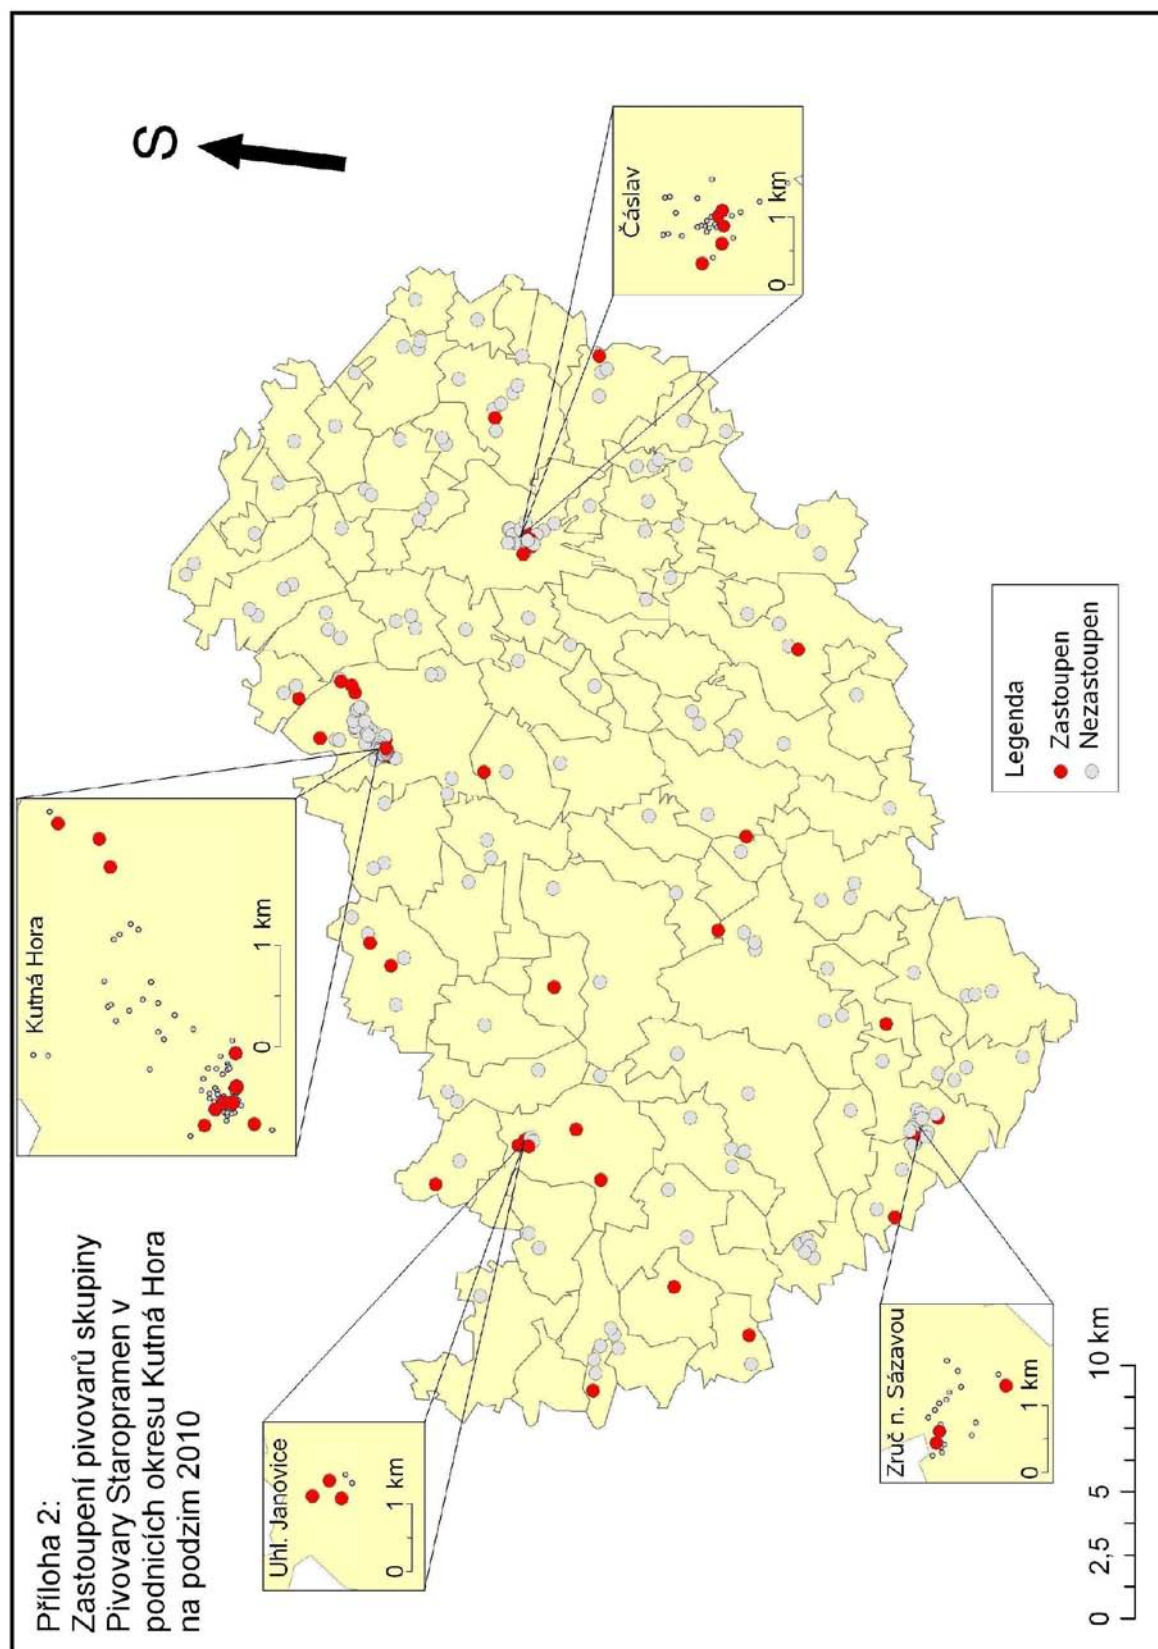 Příloha 2:
Zastoupení pivovarů skupiny
Pivovary Staropramen v
podnicích okresu Kutná Hora
na podzim 2010
Kutná Hora
0 1 km
S
Uhl. Janovice
0 1 km
Čáslav
0 1 km
Zruč n. Sázavou
0 1 km
Legenda
Zastoupen
Nezastoupen
0 2,5 5 10 km